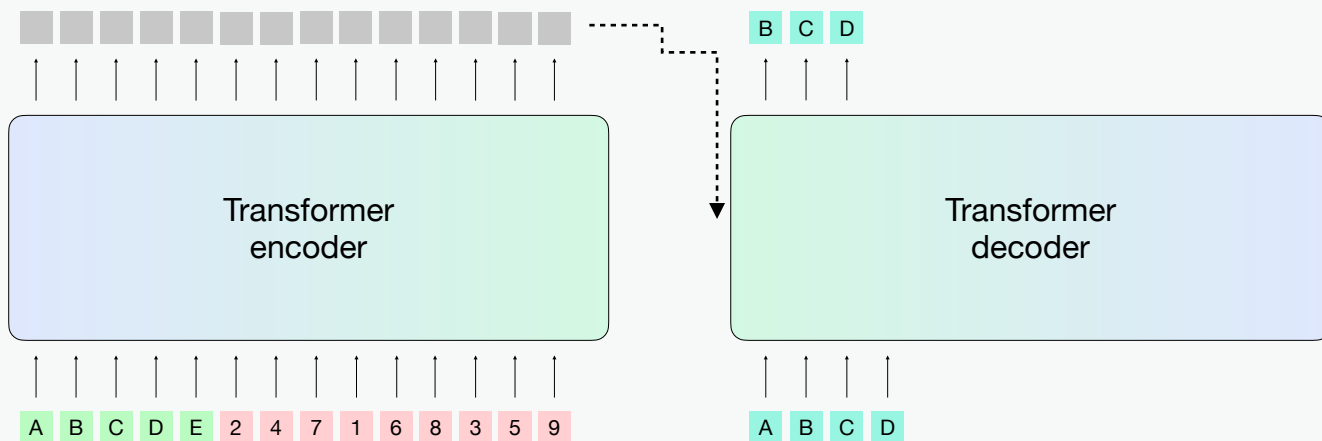 B C D
Transformer
encoder
Transformer
decoder
A B C D E 2 4 7 1 6 8 3 5 9
A B C D